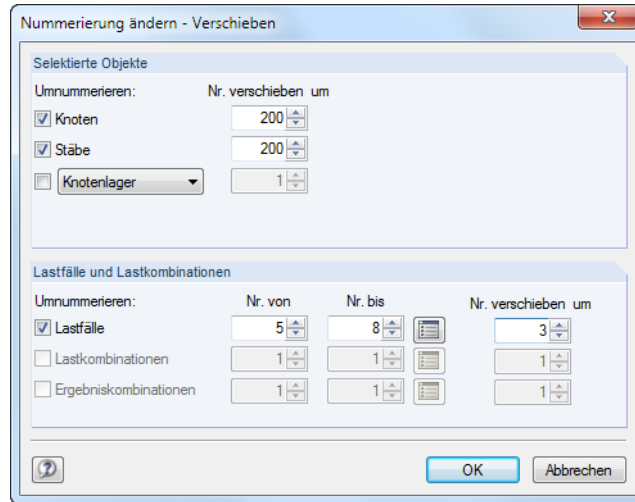 Nummerierung ändern - Verschieben
Selektierte Objekte
Umnummerieren: Nr. verschieben um
Knoten 200
Stäbe 200
Knotenlager 1
Lastfälle und Lastkombinationen
Umnummerieren: Nr. von Nr. bis Nr. verschieben um
Lastfälle 5 8 3
Lastkombinationen 1 1 1
Ergebniskombinationen 1 1 1
OK Abbrechen